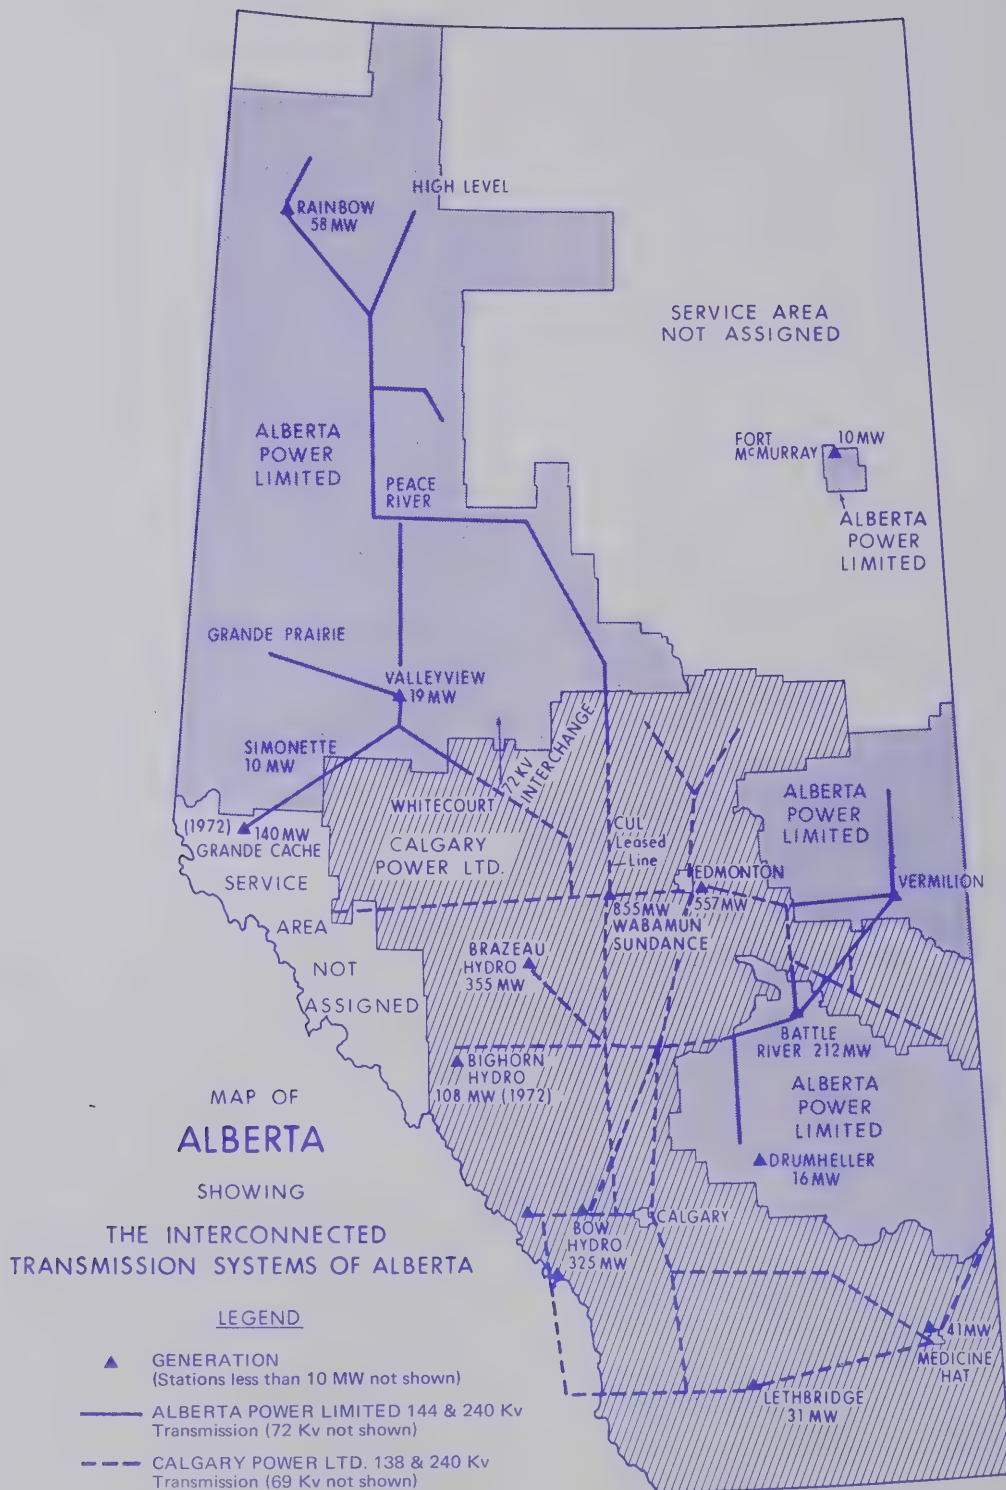 HIGH LEVEL
RAINBOW
58 MW
SERVICE AREA
NOT ASSIGNED
ALBERTA
POWER
LIMITED
FORT
McMURRAY
10 MW
PEACE
RIVER
ALBERTA
POWER
LIMITED
GRANDE PRAIRIE
VALLEYVIEW
19 MW
SIMONETTE
10 MW
72 KV
INTERCHANGE
WHITECOURT
ALBERTA
POWER
LIMITED
(1972)
140 MW
GRANDE CACHE
CALGARY
POWER LTD.
CUL
Leased
Line
EDMONTON
557 MW
VERMILION
SERVICE
AREA
NOT
ASSIGNED
855 MW
WABAMUN
SUNDANCE
BRAZEAU
HYDRO
355 MW
BATTLE
RIVER 212 MW
BIGHORN
HYDRO
108 MW (1972)
ALBERTA
POWER
LIMITED
DRUMHELLER
16 MW
CALGARY
BOW
HYDRO
325 MW
41 MW
MEDICINE
HAT
LETHBRIDGE
31 MW
MAP OF
ALBERTA
SHOWING
THE INTERCONNECTED
TRANSMISSION SYSTEMS OF ALBERTA
LEGEND
GENERATION
(Stations less than 10 MW not shown)
ALBERTA POWER LIMITED 144 & 240 Kv
Transmission (72 Kv not shown)
CALGARY POWER LTD. 138 & 240 Kv
Transmission (69 Kv not shown)